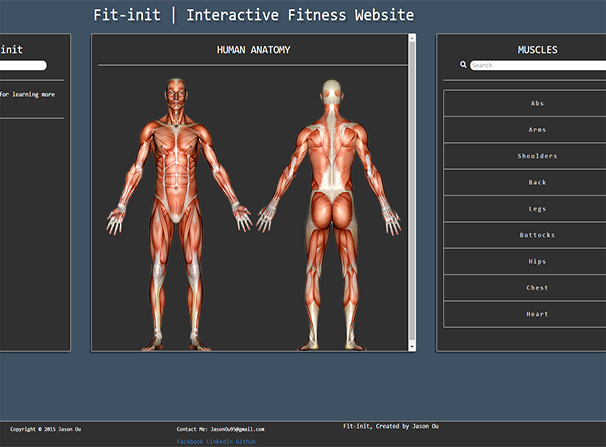 Fit-init | Interactive Fitness Website
init
for learning more
HUMAN ANATOMY
MUSCLES
Search
Abs
Arms
Shoulders
Back
Legs
Buttocks
Hips
Chest
Heart
Copyright © 2015 Jason Ou
Contact Me: JasonOu95@gmail.com
Facebook LinkedIn Github
Fit-init, Created by Jason Ou